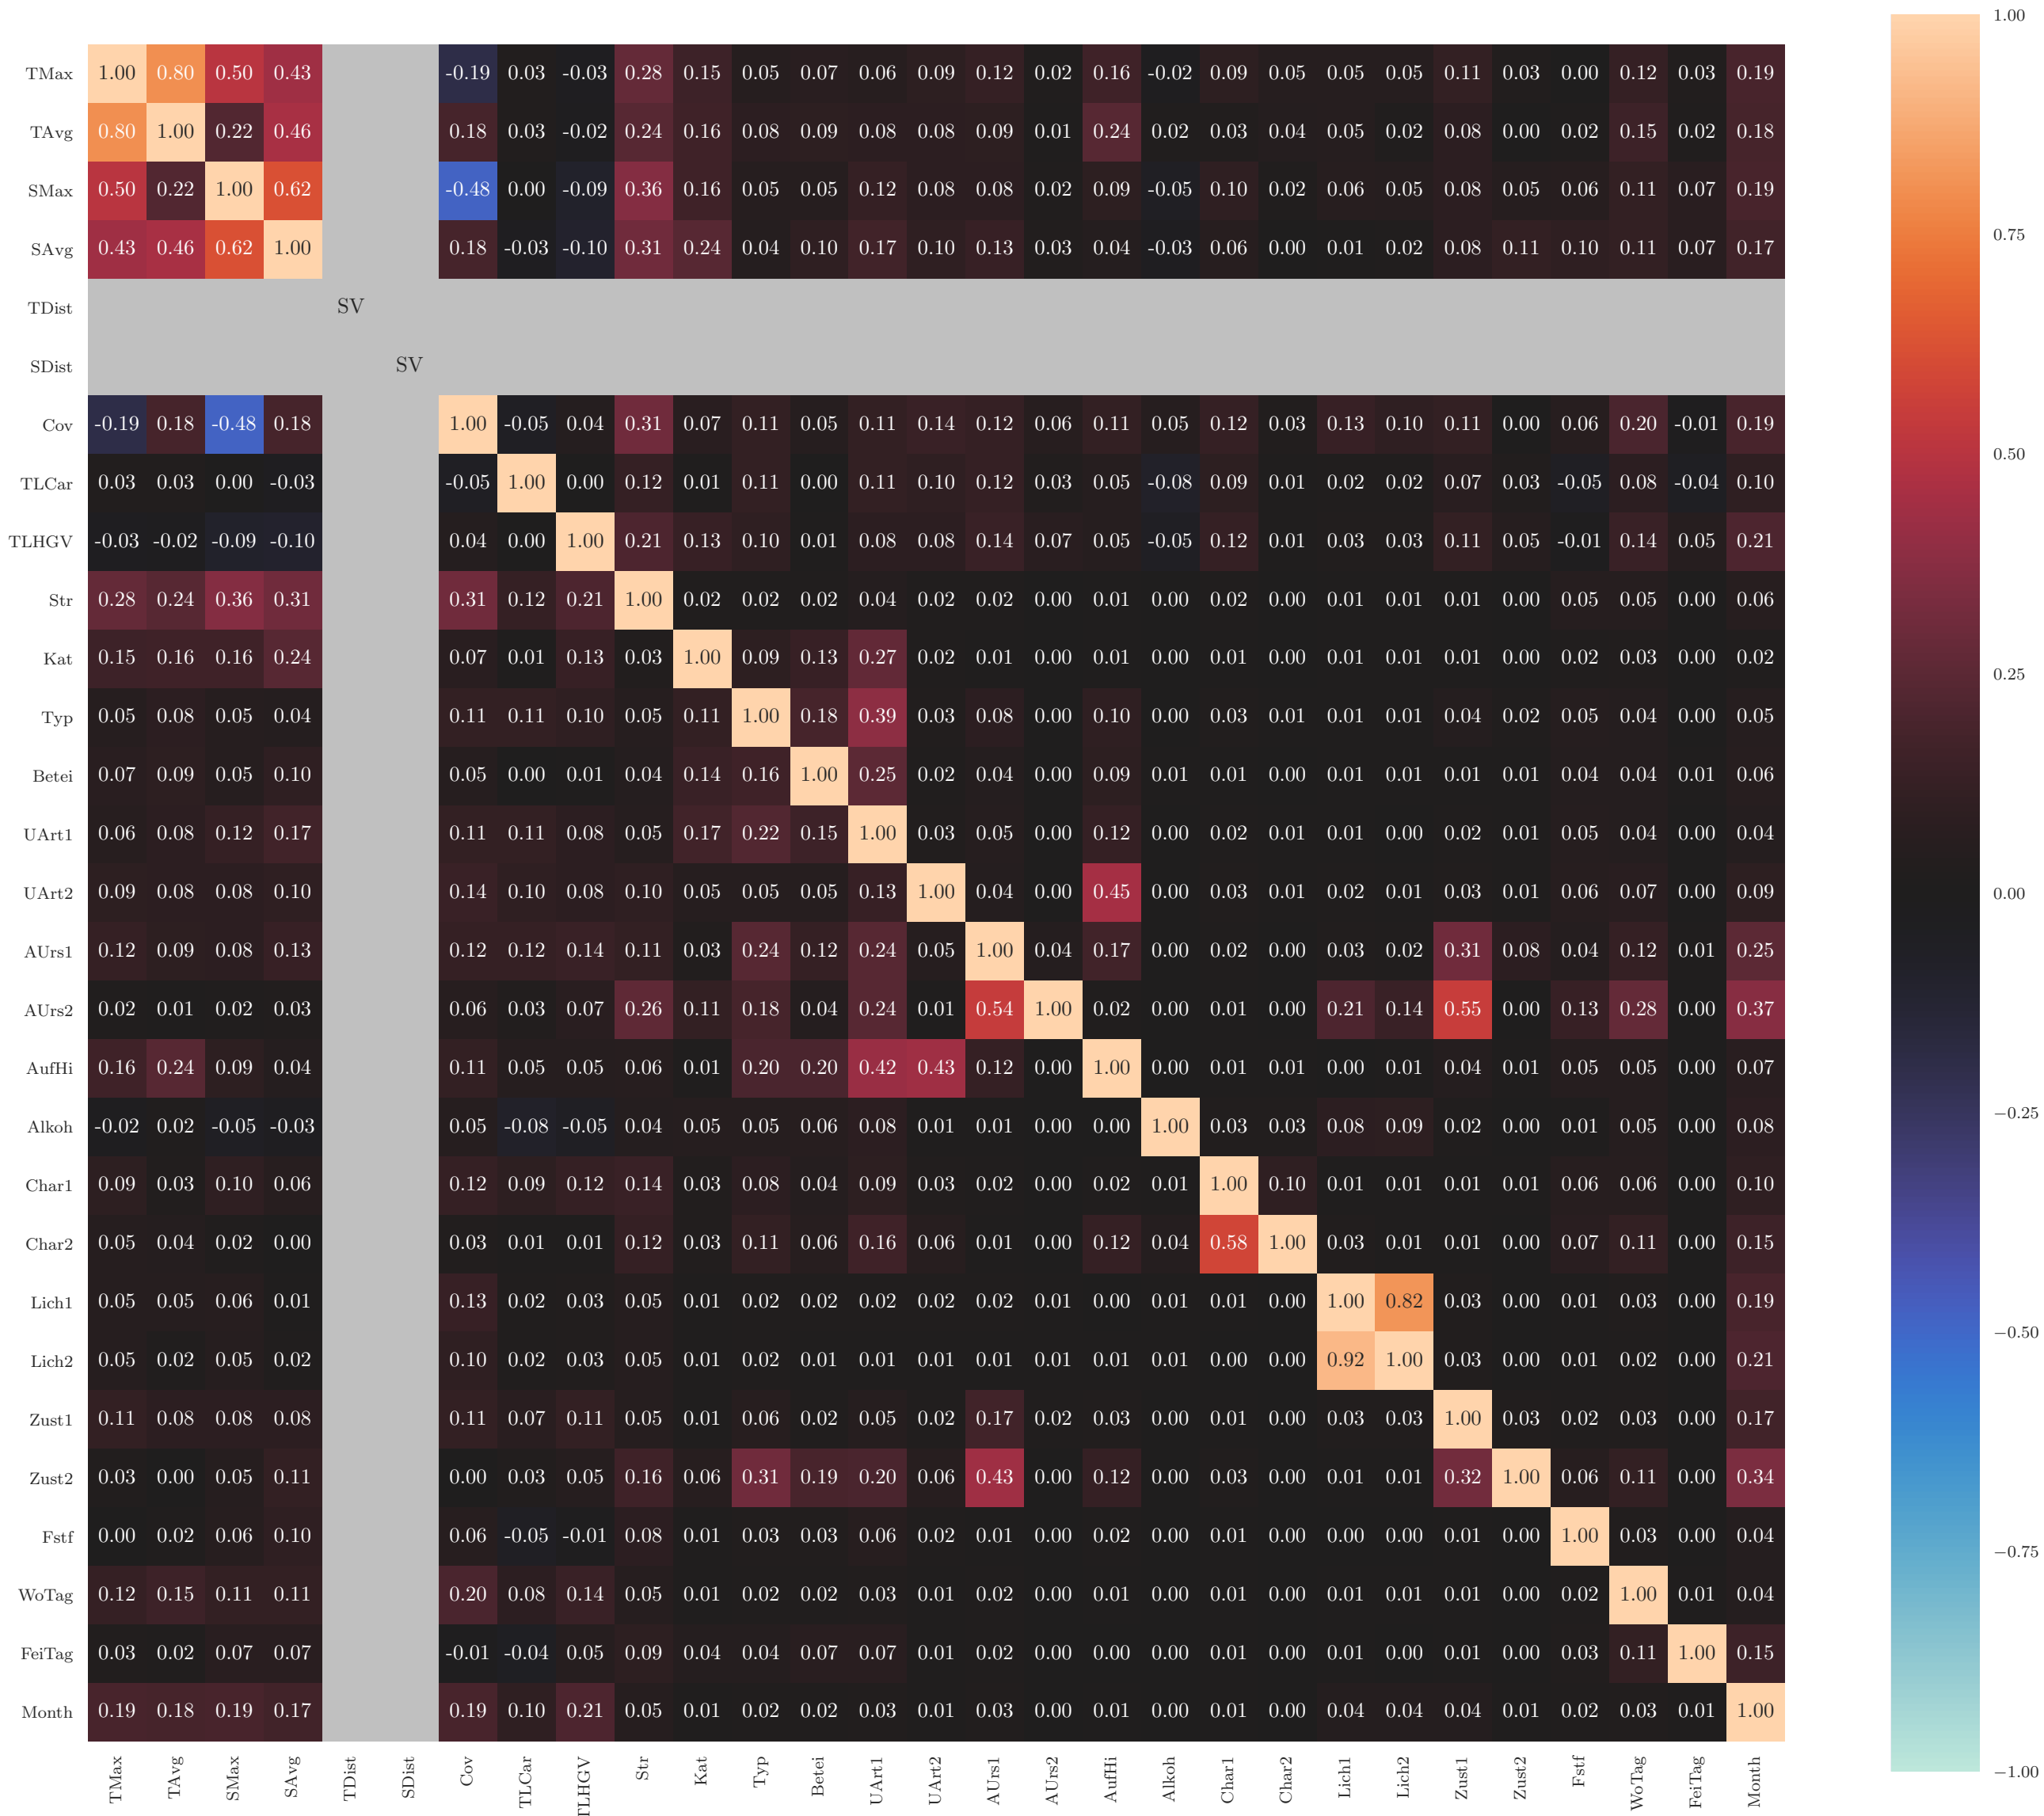 TMax 1.00 0.80 0.50 0.43 -0.19 0.03 -0.03 0.28 0.15 0.05 0.07 0.06 0.09 0.12 0.02 0.16 -0.02 0.09 0.05 0.05 0.05 0.11 0.03 0.00 0.12 0.03 0.19
TAvg 0.80 1.00 0.22 0.46 0.18 0.03 -0.02 0.24 0.16 0.08 0.09 0.08 0.08 0.09 0.01 0.24 0.02 0.03 0.04 0.05 0.02 0.08 0.00 0.02 0.15 0.02 0.18
SMax 0.50 0.22 1.00 0.62 -0.48 0.00 -0.09 0.36 0.16 0.05 0.05 0.12 0.08 0.08 0.02 0.09 -0.05 0.10 0.02 0.06 0.05 0.08 0.05 0.06 0.11 0.07 0.19
SAvg 0.43 0.46 0.62 1.00 0.18 -0.03 -0.10 0.31 0.24 0.04 0.10 0.17 0.10 0.13 0.03 0.04 -0.03 0.06 0.00 0.01 0.02 0.08 0.11 0.10 0.11 0.07 0.17
TDist SV
SDist SV
Cov -0.19 0.18 -0.48 0.18 1.00 -0.05 0.04 0.31 0.07 0.11 0.05 0.11 0.14 0.12 0.06 0.11 0.05 0.12 0.03 0.13 0.10 0.11 0.00 0.06 0.20 -0.01 0.19
TLCar 0.03 0.03 0.00 -0.03 -0.05 1.00 0.00 0.12 0.01 0.11 0.00 0.11 0.10 0.12 0.03 0.05 -0.08 0.09 0.01 0.02 0.02 0.07 0.03 -0.05 0.08 -0.04 0.10
TLHGV -0.03 -0.02 -0.09 -0.10 0.04 0.00 1.00 0.21 0.13 0.10 0.01 0.08 0.08 0.14 0.07 0.05 -0.05 0.12 0.01 0.03 0.03 0.11 0.05 -0.01 0.14 0.05 0.21
Str 0.28 0.24 0.36 0.31 0.31 0.12 0.21 1.00 0.02 0.02 0.02 0.04 0.02 0.02 0.00 0.01 0.00 0.02 0.00 0.01 0.01 0.01 0.00 0.05 0.05 0.00 0.06
Kat 0.15 0.16 0.16 0.24 0.07 0.01 0.13 0.03 1.00 0.09 0.13 0.27 0.02 0.01 0.00 0.01 0.00 0.01 0.00 0.01 0.01 0.01 0.00 0.02 0.03 0.00 0.02
Typ 0.05 0.08 0.05 0.04 0.11 0.11 0.10 0.05 0.11 1.00 0.18 0.39 0.03 0.08 0.00 0.10 0.00 0.03 0.01 0.01 0.01 0.04 0.02 0.05 0.04 0.00 0.05
Betei 0.07 0.09 0.05 0.10 0.05 0.00 0.01 0.04 0.14 0.16 1.00 0.25 0.02 0.04 0.00 0.09 0.01 0.01 0.00 0.01 0.01 0.01 0.01 0.04 0.04 0.01 0.06
UArt1 0.06 0.08 0.12 0.17 0.11 0.11 0.08 0.05 0.17 0.22 0.15 1.00 0.03 0.05 0.00 0.12 0.00 0.02 0.01 0.01 0.00 0.02 0.01 0.05 0.04 0.00 0.04
UArt2 0.09 0.08 0.08 0.10 0.14 0.10 0.08 0.10 0.05 0.05 0.05 0.13 1.00 0.04 0.00 0.45 0.00 0.03 0.01 0.02 0.01 0.03 0.01 0.06 0.07 0.00 0.09
AUrs1 0.12 0.09 0.08 0.13 0.12 0.12 0.14 0.11 0.03 0.24 0.12 0.24 0.05 1.00 0.04 0.17 0.00 0.02 0.00 0.03 0.02 0.31 0.08 0.04 0.12 0.01 0.25
AUrs2 0.02 0.01 0.02 0.03 0.06 0.03 0.07 0.26 0.11 0.18 0.04 0.24 0.01 0.54 1.00 0.02 0.00 0.01 0.00 0.21 0.14 0.55 0.00 0.13 0.28 0.00 0.37
AufHi 0.16 0.24 0.09 0.04 0.11 0.05 0.05 0.06 0.01 0.20 0.20 0.42 0.43 0.12 0.00 1.00 0.00 0.01 0.01 0.00 0.01 0.04 0.01 0.05 0.05 0.00 0.07
Alkoh -0.02 0.02 -0.05 -0.03 0.05 -0.08 -0.05 0.04 0.05 0.05 0.06 0.08 0.01 0.01 0.00 0.00 1.00 0.03 0.03 0.08 0.09 0.02 0.00 0.01 0.05 0.00 0.08
Char1 0.09 0.03 0.10 0.06 0.12 0.09 0.12 0.14 0.03 0.08 0.04 0.09 0.03 0.02 0.00 0.02 0.01 1.00 0.10 0.01 0.01 0.01 0.01 0.06 0.06 0.00 0.10
Char2 0.05 0.04 0.02 0.00 0.03 0.01 0.01 0.12 0.03 0.11 0.06 0.16 0.06 0.01 0.00 0.12 0.04 0.58 1.00 0.03 0.01 0.01 0.00 0.07 0.11 0.00 0.15
Lich1 0.05 0.05 0.06 0.01 0.13 0.02 0.03 0.05 0.01 0.02 0.02 0.02 0.02 0.02 0.01 0.00 0.01 0.01 0.00 1.00 0.82 0.03 0.00 0.01 0.03 0.00 0.19
Lich2 0.05 0.02 0.05 0.02 0.10 0.02 0.03 0.05 0.01 0.02 0.01 0.01 0.01 0.01 0.01 0.01 0.01 0.00 0.00 0.92 1.00 0.03 0.00 0.01 0.02 0.00 0.21
Zust1 0.11 0.08 0.08 0.08 0.11 0.07 0.11 0.05 0.01 0.06 0.02 0.05 0.02 0.17 0.02 0.03 0.00 0.01 0.00 0.03 0.03 1.00 0.03 0.02 0.03 0.00 0.17
Zust2 0.03 0.00 0.05 0.11 0.00 0.03 0.05 0.16 0.06 0.31 0.19 0.20 0.06 0.43 0.00 0.12 0.00 0.03 0.00 0.01 0.01 0.32 1.00 0.06 0.11 0.00 0.34
Fstf 0.00 0.02 0.06 0.10 0.06 -0.05 -0.01 0.08 0.01 0.03 0.03 0.06 0.02 0.01 0.00 0.02 0.00 0.01 0.00 0.00 0.00 0.01 0.00 1.00 0.03 0.00 0.04
WoTag 0.12 0.15 0.11 0.11 0.20 0.08 0.14 0.05 0.01 0.02 0.02 0.03 0.01 0.02 0.00 0.01 0.00 0.01 0.00 0.01 0.01 0.01 0.00 0.02 1.00 0.01 0.04
FeiTag 0.03 0.02 0.07 0.07 -0.01 -0.04 0.05 0.09 0.04 0.04 0.07 0.07 0.01 0.02 0.00 0.00 0.00 0.01 0.00 0.01 0.00 0.01 0.00 0.03 0.11 1.00 0.15
Month 0.19 0.18 0.19 0.17 0.19 0.10 0.21 0.05 0.01 0.02 0.02 0.03 0.01 0.03 0.00 0.01 0.00 0.01 0.00 0.04 0.04 0.04 0.01 0.02 0.03 0.01 1.00
TMax TAvg SMax SAvg TDist SDist Cov TLCar TLHGV Str Kat Typ Betei UArt1 UArt2 AUrs1 AUrs2 AufHi Alkoh Char1 Char2 Lich1 Lich2 Zust1 Zust2 Fstf WoTag FeiTag Month
1.00
0.75
0.50
0.25
0.00
−0.25
−0.50
−0.75
−1.00